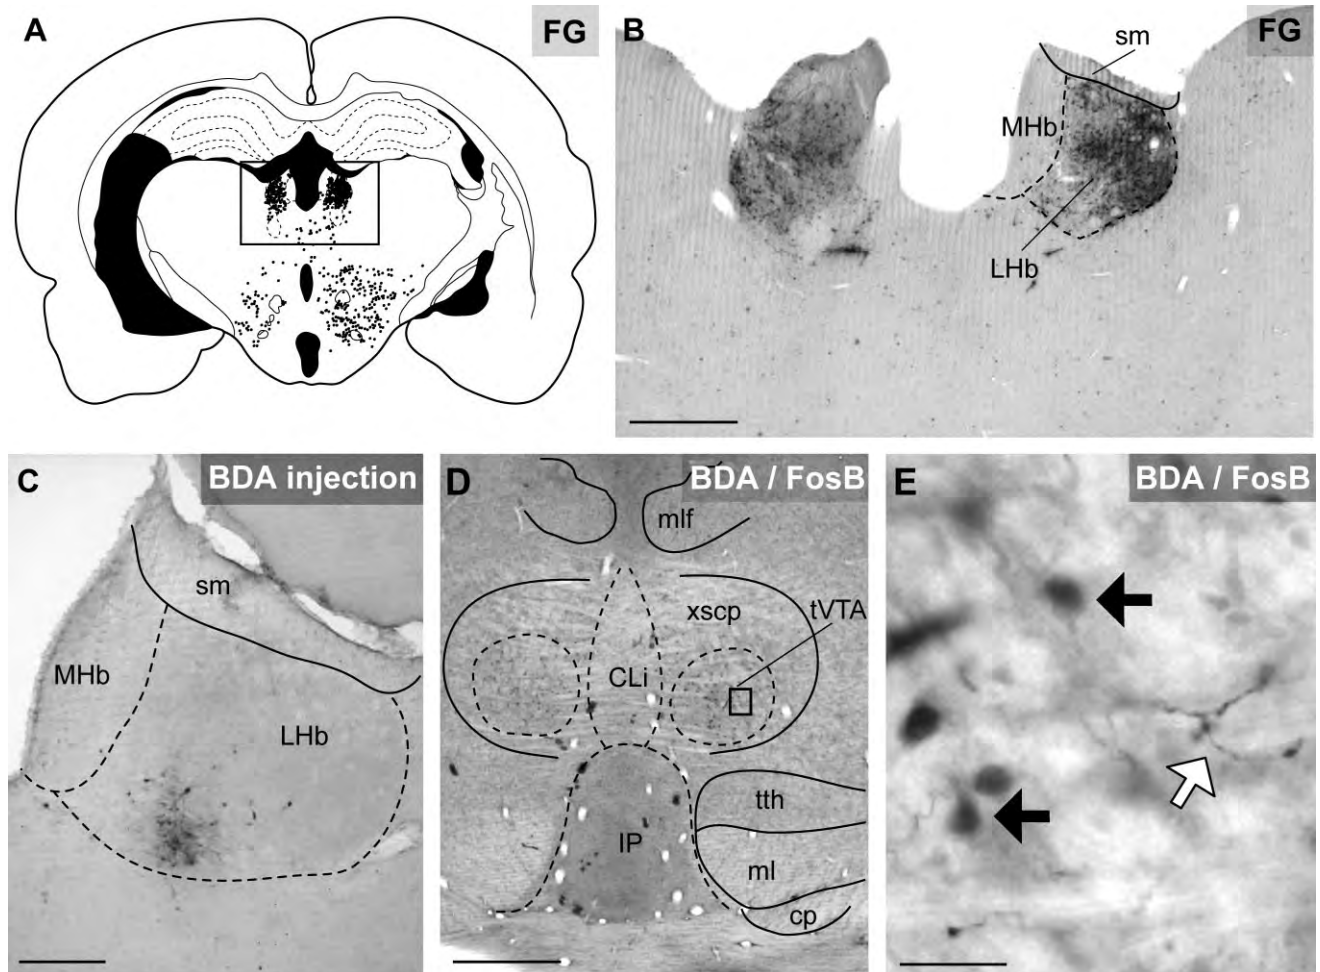 A
FG
B
sm
FG
MHb
LHb
C
BDA injection
sm
MHb
LHb
D
BDA / FosB
mlf
xscp
tVTA
CLi
tth
IP
ml
cp
E
BDA / FosB